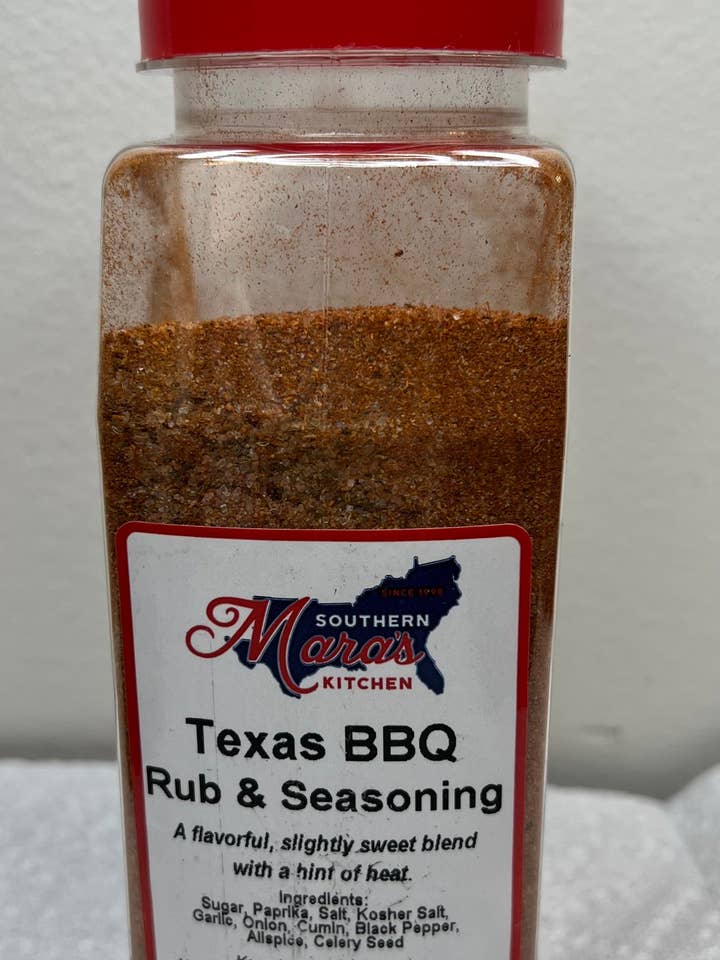 SINCE 1998
SOUTHERN
Mara's
KITCHEN
Texas BBQ
Rub & Seasoning
A flavorful, slightly sweet blend
with a hint of heat.
Ingredients:
Sugar, Paprika, Salt, Kosher Salt,
Garlic, Onion, Cumin, Black Pepper,
Allspice, Celery Seed